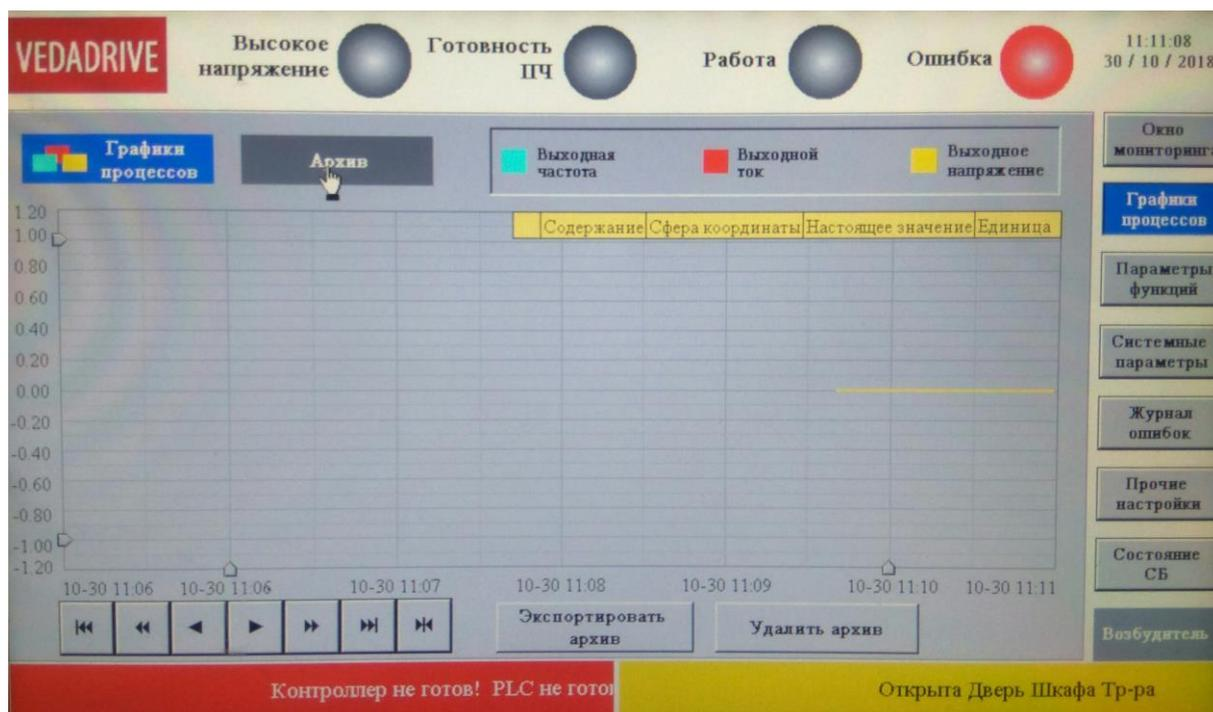 VEDADRIVE
Высокое
напряжение
Готовность
ПЧ
Работа
Ошибка
11:11:08
30 / 10 / 2018
Графики
процессов
Архив
Выходная
частота
Выходной
ток
Выходное
напряжение
Окно
мониторинга
Графики
процессов
Параметры
функций
Системные
параметры
Журнал
ошибок
Прочие
настройки
Состояние
СБ
Возбудитель
Содержание Сфера координаты Настоящее значение Единица
1.20
1.00
0.80
0.60
0.40
0.20
0.00
-0.20
-0.40
-0.60
-0.80
-1.00
-1.20
10-30 11:06 10-30 11:06 10-30 11:07 10-30 11:08 10-30 11:09 10-30 11:10 10-30 11:11
Экспортировать
архив
Удалить архив
Контроллер не готов! PLC не готов
Открыта Дверь Шкафа Тр-ра